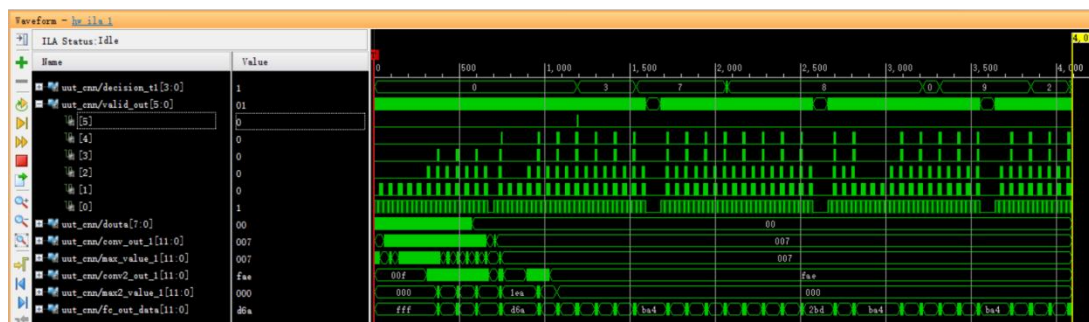 Waveform - hw_ila_1
ILA Status:Idle
Name Value
4,0
0 500 1,000 1,500 2,000 2,500 3,000 3,500 4,000
uut_cnn/decision_t1[3:0] 1 0 3 7 8 0 9 2
uut_cnn/valid_out[5:0] 01
[5] 0
[4] 0
[3] 0
[2] 0
[1] 0
[0] 1
uut_cnn/douta[7:0] 00 00
uut_cnn/conv_out_1[11:0] 007 007
uut_cnn/max_value_1[11:0] 007 007
uut_cnn/conv2_out_1[11:0] fae 00f fae
uut_cnn/max2_value_1[11:0] 000 000 1ea 000
uut_cnn/fc_out_data[11:0] d6a fff d6a ba4 2bd ba4 ba4